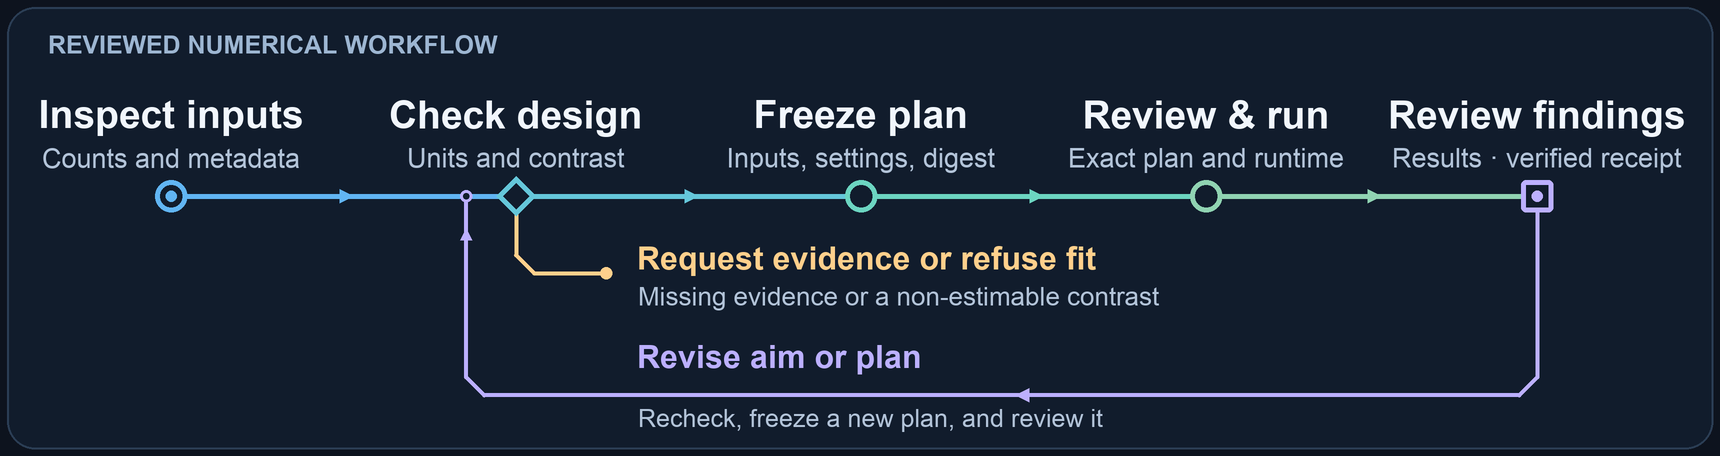 REVIEWED NUMERICAL WORKFLOW
Inspect inputs
Counts and metadata
Check design
Units and contrast
Freeze plan
Inputs, settings, digest
Review & run
Exact plan and runtime
Review findings
Results · verified receipt
Request evidence or refuse fit
Missing evidence or a non-estimable contrast
Revise aim or plan
Recheck, freeze a new plan, and review it